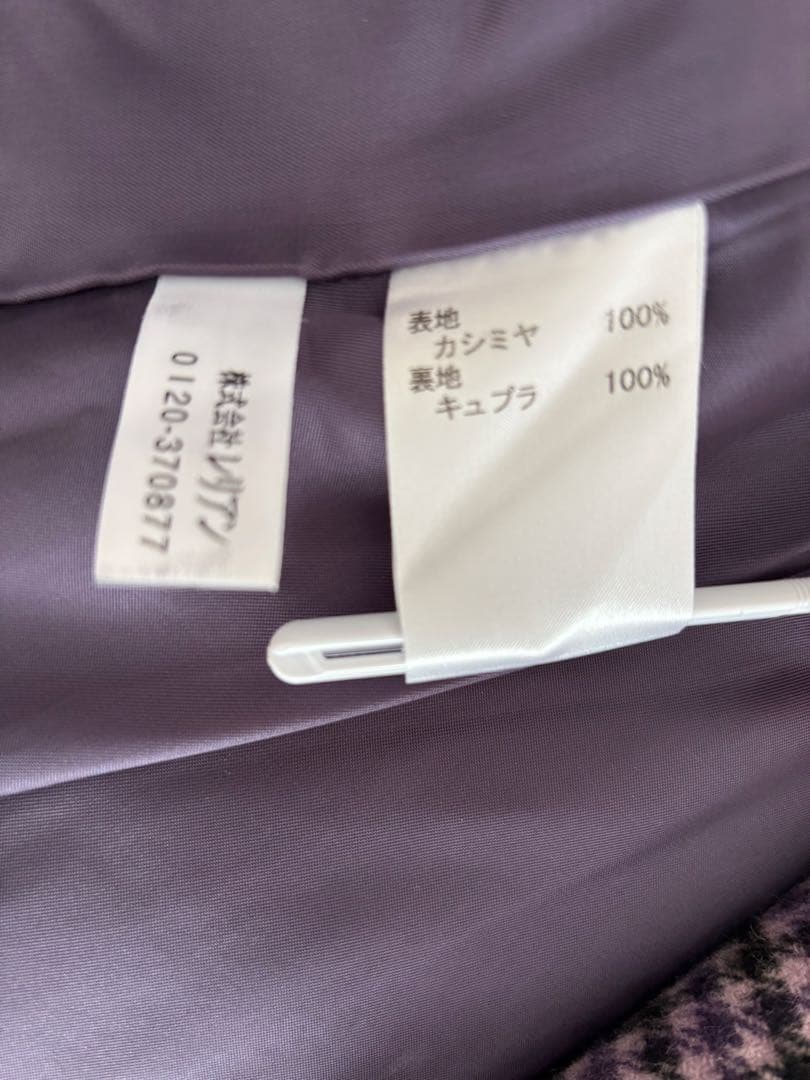 株式会社レリアン
0120-370877
表地 100%
カシミヤ
裏地 100%
キュプラ